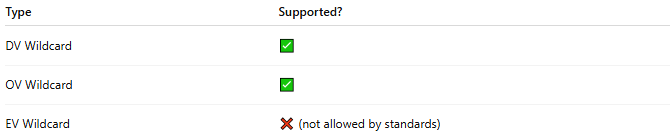 Type Supported?
DV Wildcard ✅
OV Wildcard ✅
EV Wildcard ❌ (not allowed by standards)